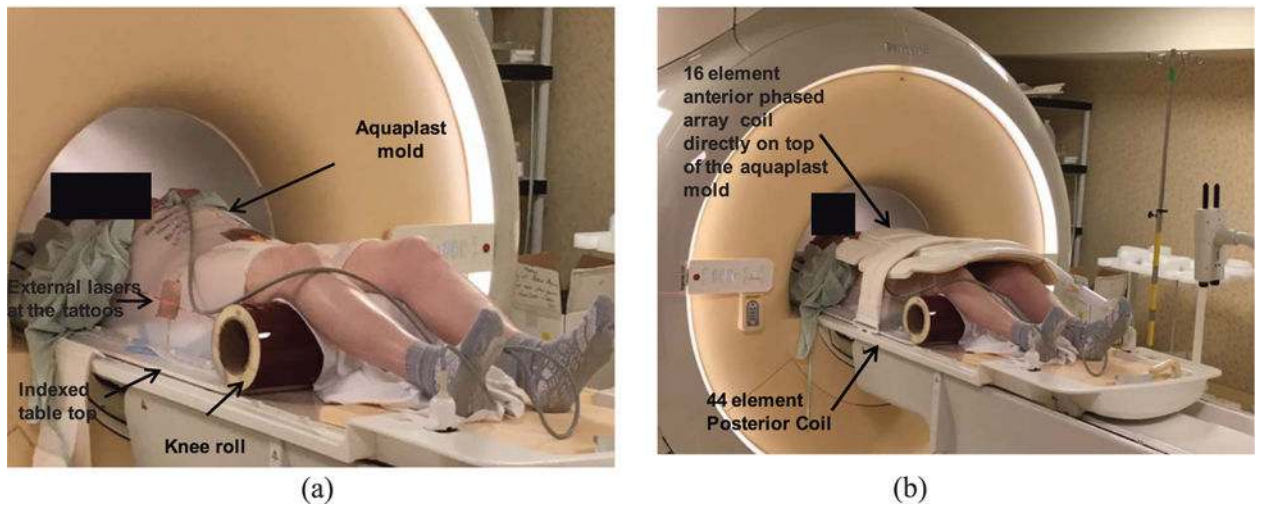 Aquaplast
mold
External lasers
at the tattoos
Indexed
table top
Knee roll
(a)
16 element
anterior phased
array coil
directly on top
of the aquaplast
mold
44 element
Posterior Coil
(b)